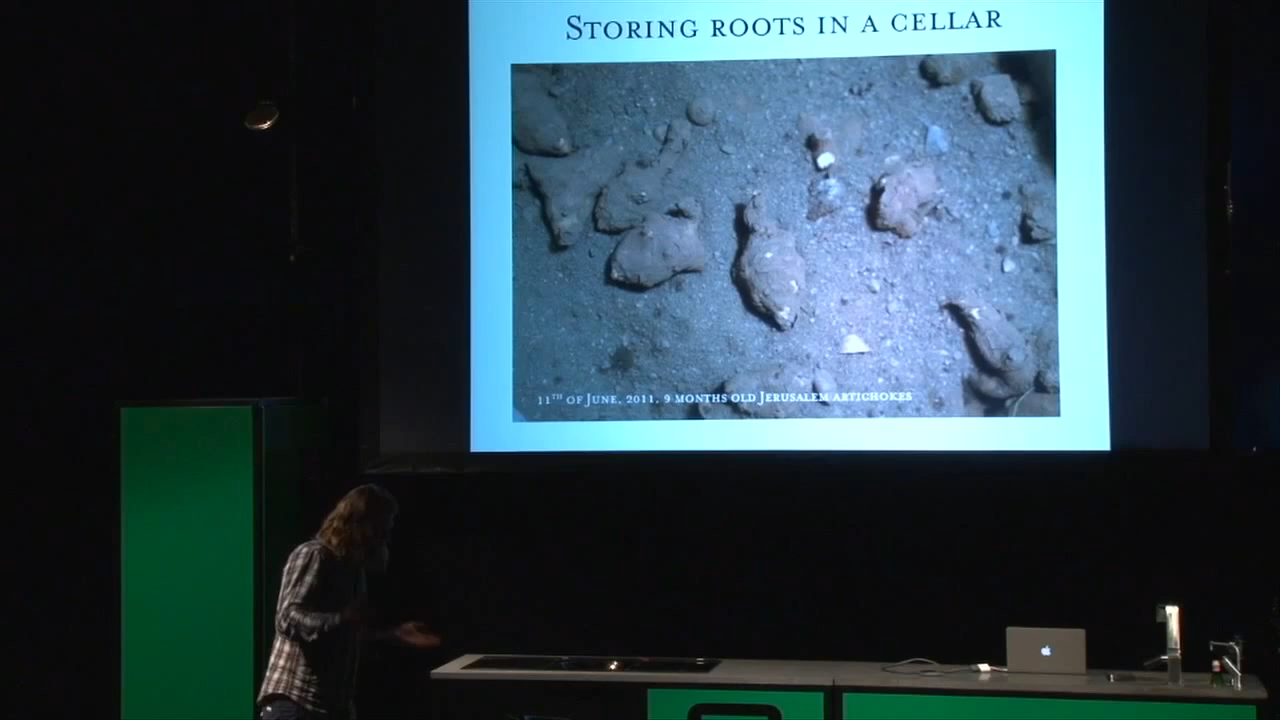 STORING ROOTS IN A CELLAR
11TH OF JUNE, 2011, 9 MONTHS OLD JERUSALEM ARTICHOKES